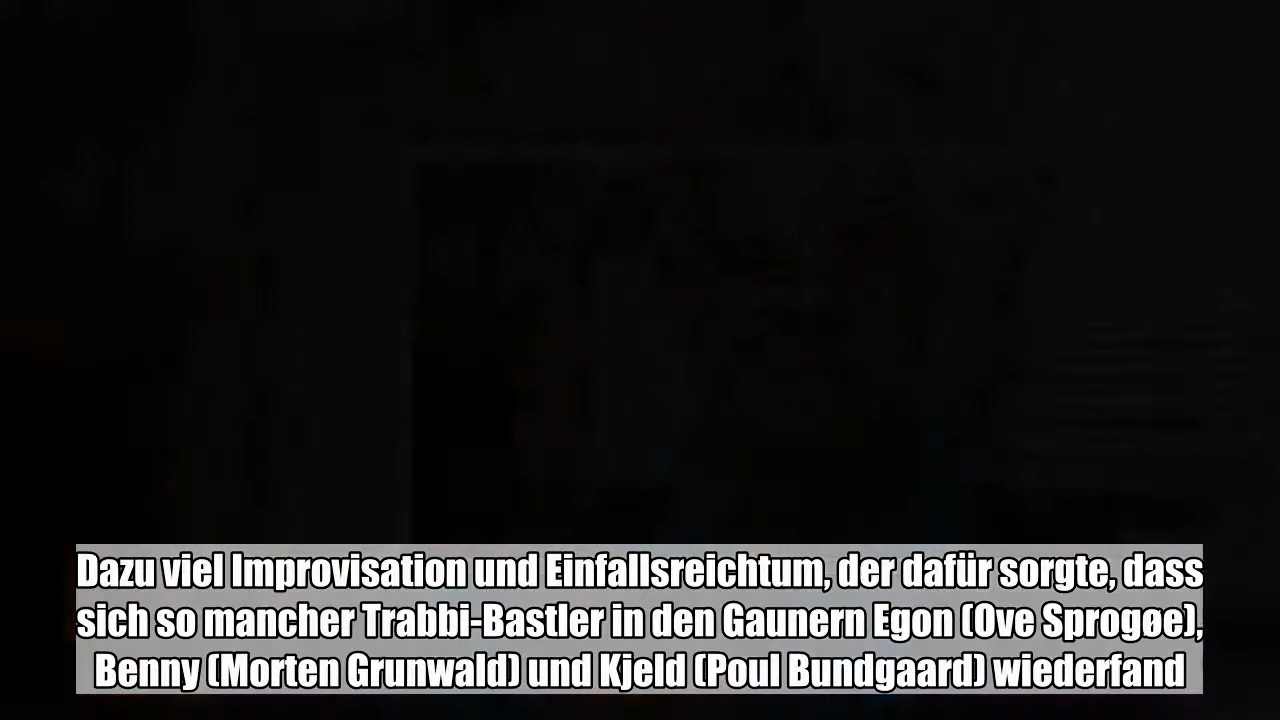 Dazu viel Improvisation und Einfallsreichtum, der dafür sorgte, dass
sich so mancher Trabbi-Bastler in den Gaunern Egon (Ove Sprogøe),
Benny (Morten Grunwald) und Kjeld (Poul Bundgaard) wiederfand